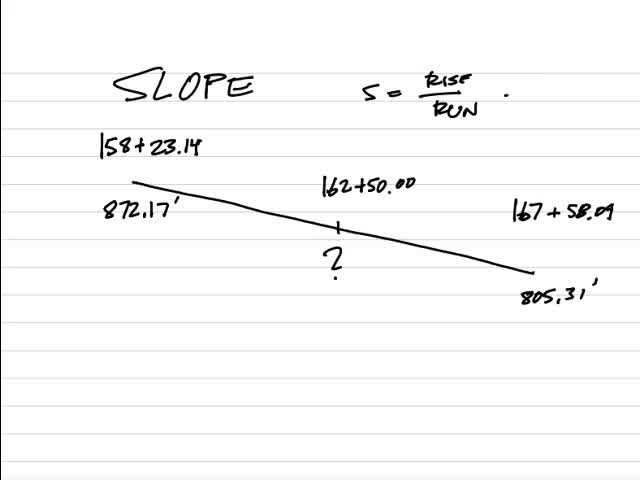 SLOPE
S = RISE
RUN
158+23.14
162+50.00
872.17'
167+58.09
?
805.31'